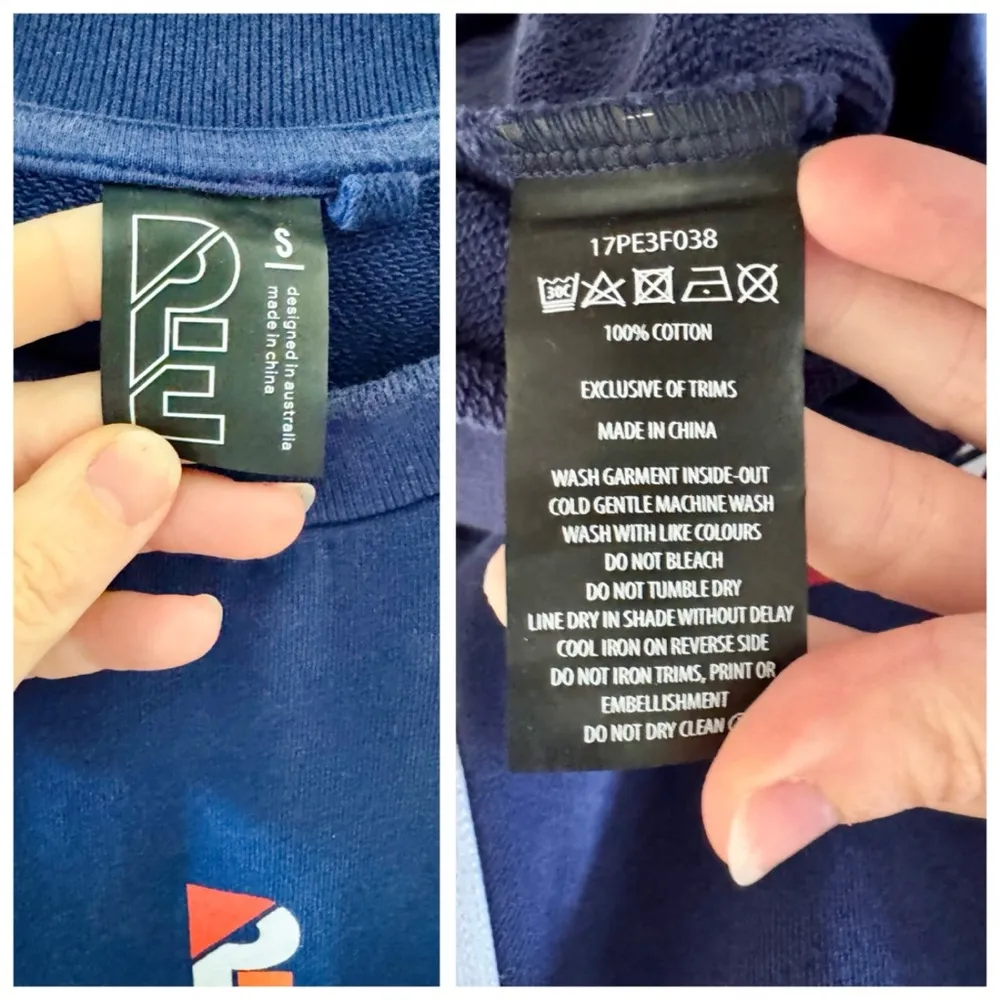 PE
S
designed in australia
made in china
17PE3F038
30C
100% COTTON
EXCLUSIVE OF TRIMS
MADE IN CHINA
WASH GARMENT INSIDE-OUT
COLD GENTLE MACHINE WASH
WASH WITH LIKE COLOURS
DO NOT BLEACH
DO NOT TUMBLE DRY
LINE DRY IN SHADE WITHOUT DELAY
COOL IRON ON REVERSE SIDE
DO NOT IRON TRIMS, PRINT OR
EMBELLISHMENT
DO NOT DRY CLEAN